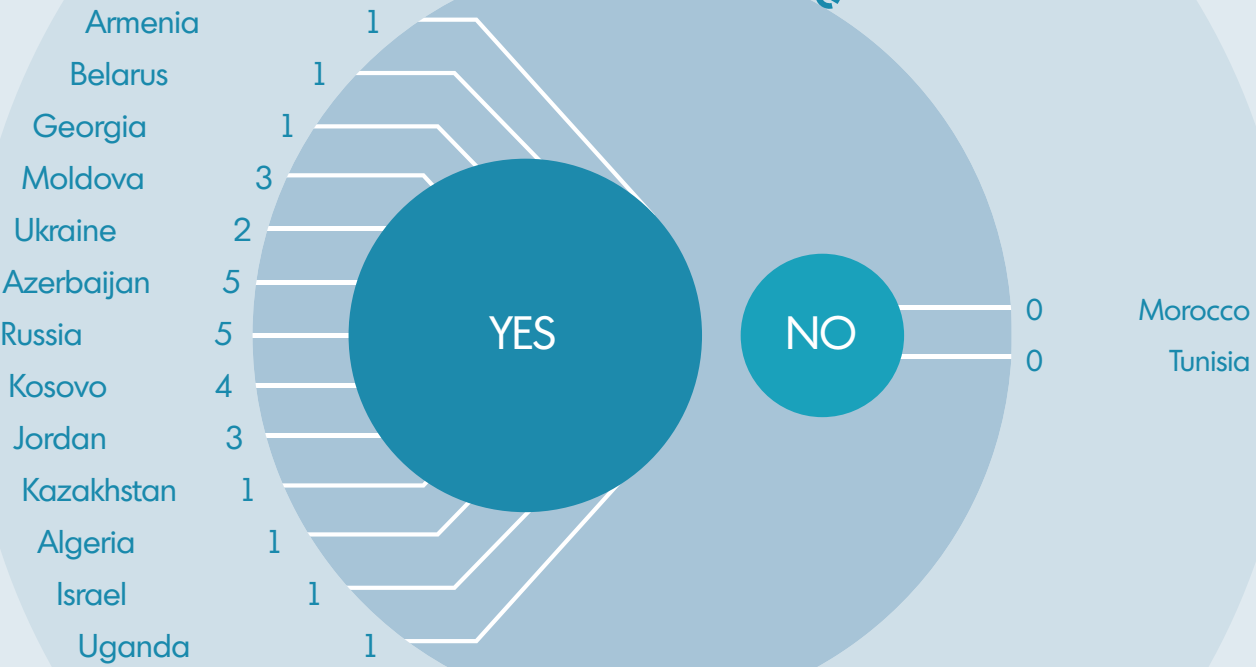 Armenia 1
Belarus 1
Georgia 1
Moldova 3
Ukraine 2
Azerbaijan 5
Russia 5
Kosovo 4
Jordan 3
Kazakhstan 1
Algeria 1
Israel 1
Uganda 1
YES
NO
0 Morocco
0 Tunisia